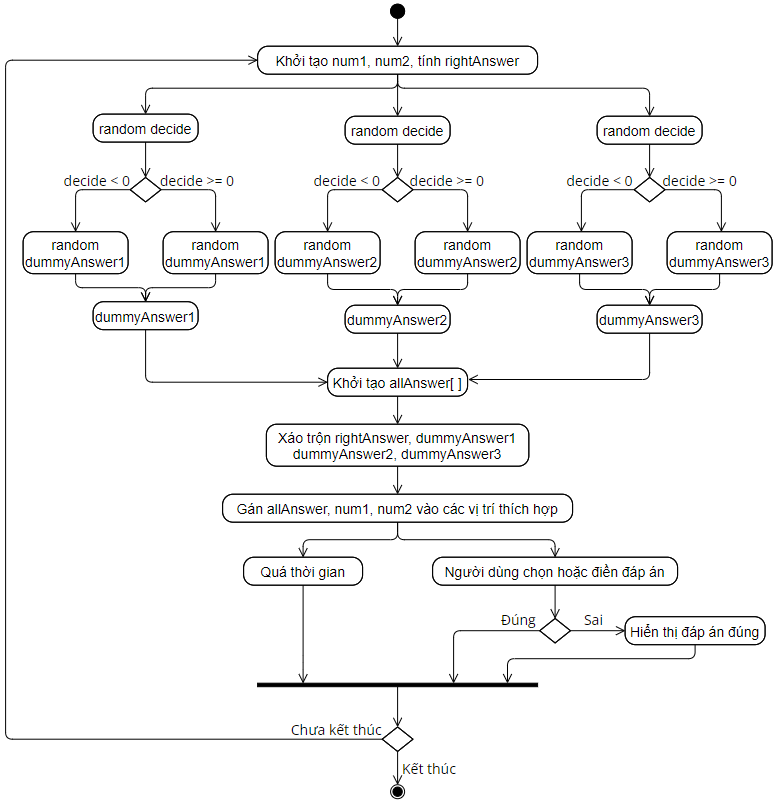 Khởi tạo num1, num2, tính rightAnswer
random decide
random decide
random decide
decide < 0
decide >= 0
decide < 0
decide >= 0
decide < 0
decide >= 0
random
dummyAnswer1
random
dummyAnswer1
random
dummyAnswer2
random
dummyAnswer2
random
dummyAnswer3
random
dummyAnswer3
dummyAnswer1
dummyAnswer2
dummyAnswer3
Khởi tạo allAnswer[ ]
Xáo trộn rightAnswer, dummyAnswer1
dummyAnswer2, dummyAnswer3
Gán allAnswer, num1, num2 vào các vị trí thích hợp
Quá thời gian
Người dùng chọn hoặc điền đáp án
Đúng
Sai
Hiển thị đáp án đúng
Chưa kết thúc
Kết thúc